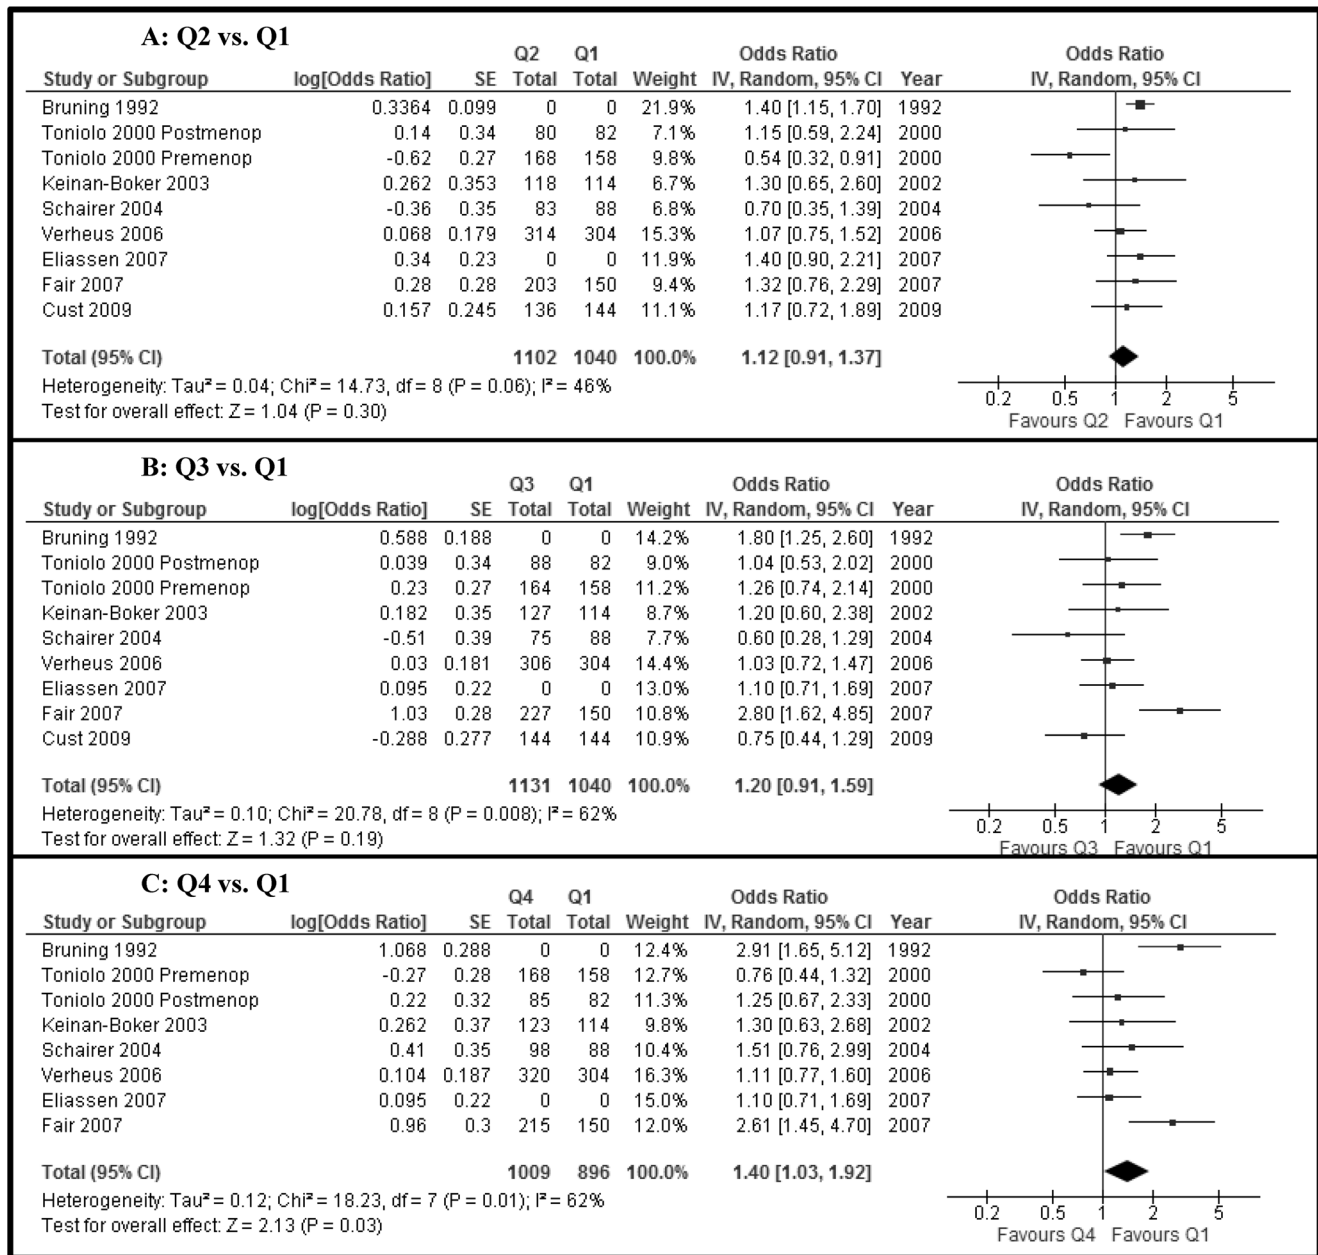 A: Q2 vs. Q1
Q2 Q1 Odds Ratio Odds Ratio
Study or Subgroup log[Odds Ratio] SE Total Total Weight IV, Random, 95% CI Year IV, Random, 95% CI
Bruning 1992 0.3364 0.099 0 0 21.9% 1.40 [1.15, 1.70] 1992
Toniolo 2000 Postmenop 0.14 0.34 80 82 7.1% 1.15 [0.59, 2.24] 2000
Toniolo 2000 Premenop -0.62 0.27 168 158 9.8% 0.54 [0.32, 0.91] 2000
Keinan-Boker 2003 0.262 0.353 118 114 6.7% 1.30 [0.65, 2.60] 2002
Schairer 2004 -0.36 0.35 83 88 6.8% 0.70 [0.35, 1.39] 2004
Verheus 2006 0.068 0.179 314 304 15.3% 1.07 [0.75, 1.52] 2006
Eliassen 2007 0.34 0.23 0 0 11.9% 1.40 [0.90, 2.21] 2007
Fair 2007 0.28 0.28 203 150 9.4% 1.32 [0.76, 2.29] 2007
Cust 2009 0.157 0.245 136 144 11.1% 1.17 [0.72, 1.89] 2009
Total (95% CI) 1102 1040 100.0% 1.12 [0.91, 1.37]
Heterogeneity: Tau² = 0.04; Chi² = 14.73, df = 8 (P = 0.06); I² = 46%
Test for overall effect: Z = 1.04 (P = 0.30)
0.2 0.5 1 2 5
Favours Q2 Favours Q1
B: Q3 vs. Q1
Q3 Q1 Odds Ratio Odds Ratio
Study or Subgroup log[Odds Ratio] SE Total Total Weight IV, Random, 95% CI Year IV, Random, 95% CI
Bruning 1992 0.588 0.188 0 0 14.2% 1.80 [1.25, 2.60] 1992
Toniolo 2000 Postmenop 0.039 0.34 88 82 9.0% 1.04 [0.53, 2.02] 2000
Toniolo 2000 Premenop 0.23 0.27 164 158 11.2% 1.26 [0.74, 2.14] 2000
Keinan-Boker 2003 0.182 0.35 127 114 8.7% 1.20 [0.60, 2.38] 2002
Schairer 2004 -0.51 0.39 75 88 7.7% 0.60 [0.28, 1.29] 2004
Verheus 2006 0.03 0.181 306 304 14.4% 1.03 [0.72, 1.47] 2006
Eliassen 2007 0.095 0.22 0 0 13.0% 1.10 [0.71, 1.69] 2007
Fair 2007 1.03 0.28 227 150 10.8% 2.80 [1.62, 4.85] 2007
Cust 2009 -0.288 0.277 144 144 10.9% 0.75 [0.44, 1.29] 2009
Total (95% CI) 1131 1040 100.0% 1.20 [0.91, 1.59]
Heterogeneity: Tau² = 0.10; Chi² = 20.78, df = 8 (P = 0.008); I² = 62%
Test for overall effect: Z = 1.32 (P = 0.19)
0.2 0.5 1 2 5
Favours Q3 Favours Q1
C: Q4 vs. Q1
Q4 Q1 Odds Ratio Odds Ratio
Study or Subgroup log[Odds Ratio] SE Total Total Weight IV, Random, 95% CI Year IV, Random, 95% CI
Bruning 1992 1.068 0.288 0 0 12.4% 2.91 [1.65, 5.12] 1992
Toniolo 2000 Premenop -0.27 0.28 168 158 12.7% 0.76 [0.44, 1.32] 2000
Toniolo 2000 Postmenop 0.22 0.32 85 82 11.3% 1.25 [0.67, 2.33] 2000
Keinan-Boker 2003 0.262 0.37 123 114 9.8% 1.30 [0.63, 2.68] 2002
Schairer 2004 0.41 0.35 98 88 10.4% 1.51 [0.76, 2.99] 2004
Verheus 2006 0.104 0.187 320 304 16.3% 1.11 [0.77, 1.60] 2006
Eliassen 2007 0.095 0.22 0 0 15.0% 1.10 [0.71, 1.69] 2007
Fair 2007 0.96 0.3 215 150 12.0% 2.61 [1.45, 4.70] 2007
Total (95% CI) 1009 896 100.0% 1.40 [1.03, 1.92]
Heterogeneity: Tau² = 0.12; Chi² = 18.23, df = 7 (P = 0.01); I² = 62%
Test for overall effect: Z = 2.13 (P = 0.03)
0.2 0.5 1 2 5
Favours Q4 Favours Q1